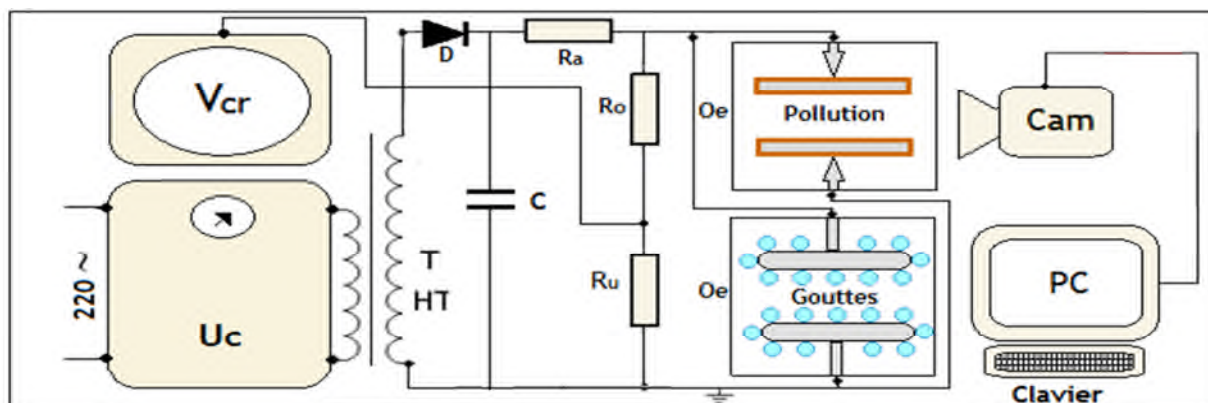 Vcr
D
Ra
Ro
Oe
Pollution
Cam
220 ~
Uc
T
HT
C
Ru
Oe
Gouttes
PC
Clavier